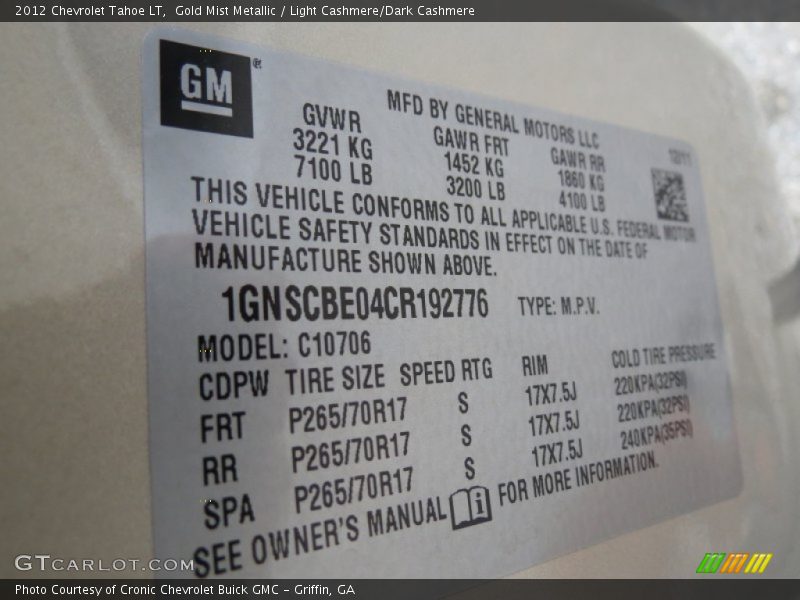 2012 Chevrolet Tahoe LT, Gold Mist Metallic / Light Cashmere/Dark Cashmere
GM®
MFD BY GENERAL MOTORS LLC
12/11
GVWR GAWR FRT GAWR RR
3221 KG 1452 KG 1860 KG
7100 LB 3200 LB 4100 LB
THIS VEHICLE CONFORMS TO ALL APPLICABLE U.S. FEDERAL MOTOR
VEHICLE SAFETY STANDARDS IN EFFECT ON THE DATE OF
MANUFACTURE SHOWN ABOVE.
1GNSCBE04CR192776 TYPE: M.P.V.
MODEL: C10706
CDPW TIRE SIZE SPEED RTG RIM COLD TIRE PRESSURE
FRT P265/70R17 S 17X7.5J 220KPA(32PSI)
RR P265/70R17 S 17X7.5J 220KPA(32PSI)
SPA P265/70R17 S 17X7.5J 240KPA(35PSI)
SEE OWNER'S MANUAL i FOR MORE INFORMATION.
GTCARLOT.COM
Photo Courtesy of Cronic Chevrolet Buick GMC – Griffin, GA